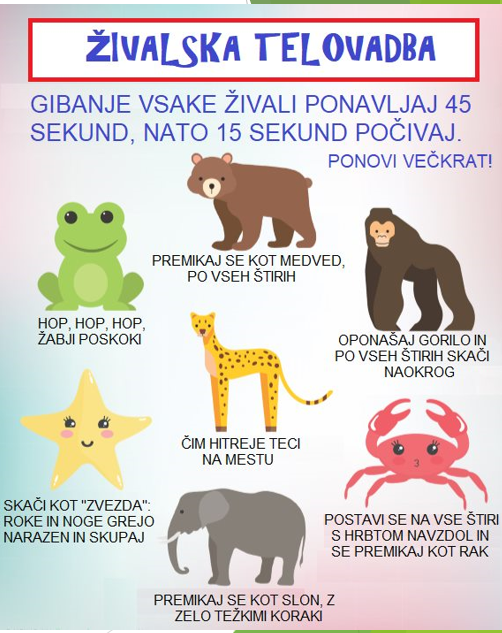 ŽIVALSKA TELOVADBA
GIBANJE VSAKE ŽIVALI PONAVLJAJ 45
SEKUND, NATO 15 SEKUND POČIVAJ.
PONOVI VEČKRAT!
PREMIKAJ SE KOT MEDVED,
PO VSEH ŠTIRIH
HOP, HOP, HOP,
ŽABJI POSKOKI
OPONAŠAJ GORILO IN
PO VSEH ŠTIRIH SKAČI
NAOKROG
ČIM HITREJE TECI
NA MESTU
SKAČI KOT "ZVEZDA":
ROKE IN NOGE GREJO
NARAZEN IN SKUPAJ
3
POSTAVI SE NA VSE ŠTIRI
S HRBTOM NAVZDOL IN
SE PREMIKAJ KOT RAK
PREMIKAJ SE KOT SLON, Z
ZELO TEŽKIMI KORAKI